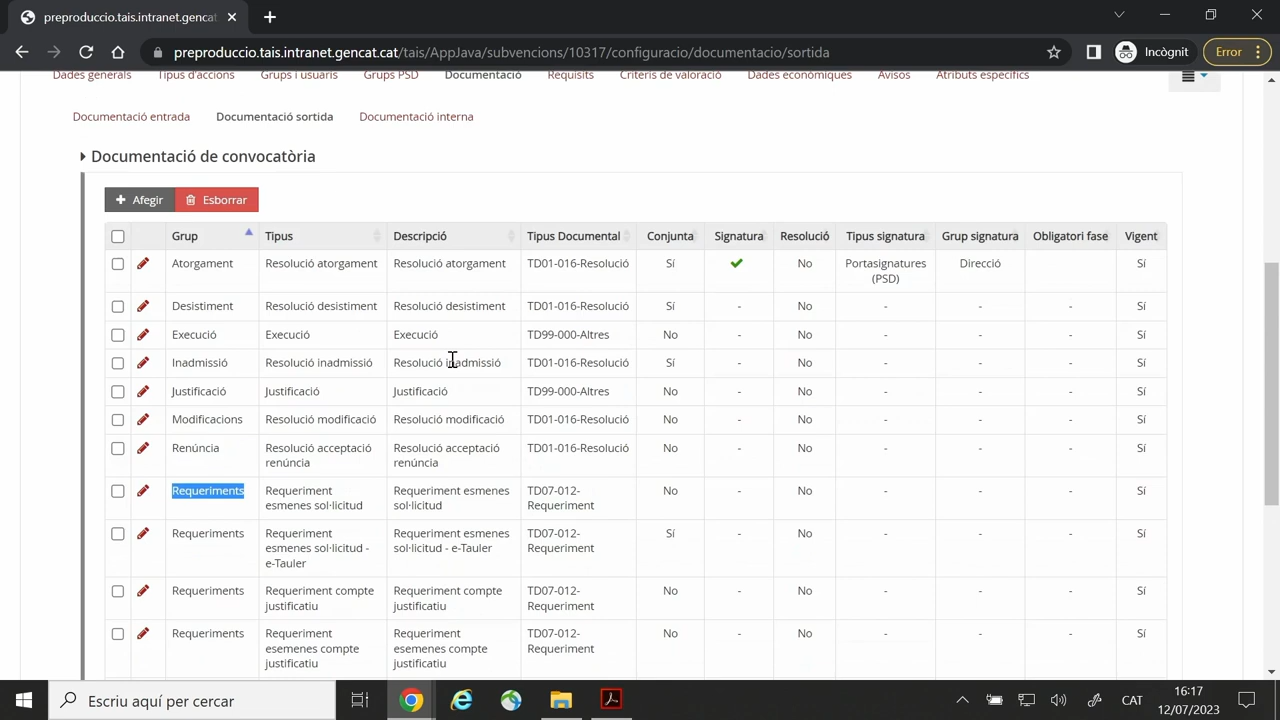 preproduccio.tais.intranet.gencat
preproduccio.tais.intranet.gencat.cat/tais/AppJava/subvencions/10317/configuracio/documentacio/sortida
Incògnit
Error
Dades generals Tipus d'accions Grups i usuaris Grups PSD Documentació Requisits Criteris de valoració Dades econòmiques Avisos Atributs específics
Documentació entrada Documentació sortida Documentació interna
Documentació de convocatòria
Afegir Esborrar
Grup Tipus Descripció Tipus Documental Conjunta Signatura Resolució Tipus signatura Grup signatura Obligatori fase Vigent
Atorgament Resolució atorgament Resolució atorgament TD01-016-Resolució Sí No Portasignatures Direcció Sí
(PSD)
Desistiment Resolució desistiment Resolució desistiment TD01-016-Resolució Sí - No - - - Sí
Execució Execució Execució TD99-000-Altres No - No - - - Sí
Inadmissió Resolució inadmissió Resolució inadmissió TD01-016-Resolució Sí - No - - - Sí
Justificació Justificació Justificació TD99-000-Altres No - No - - - Sí
Modificacions Resolució modificació Resolució modificació TD01-016-Resolució No - No - - - Sí
Renúncia Resolució acceptació Resolució acceptació TD01-016-Resolució No - No - - - Sí
renúncia renúncia
Requeriments Requeriment Requeriment esmenes TD07-012- No - No - - - Sí
esmenes sol·licitud sol·licitud Requeriment
Requeriments Requeriment Requeriment esmenes TD07-012- Sí - No - - - Sí
esmenes sol·licitud - sol·licitud - e-Tauler Requeriment
e-Tauler
Requeriments Requeriment compte Requeriment compte TD07-012- No - No - - - Sí
justificatiu justificatiu Requeriment
Requeriments Requeriment Requeriment TD07-012- No - No - - - Sí
esemenes compte esemenes compte Requeriment
justificatiu justificatiu
Escriu aquí per cercar
CAT
16:17
12/07/2023